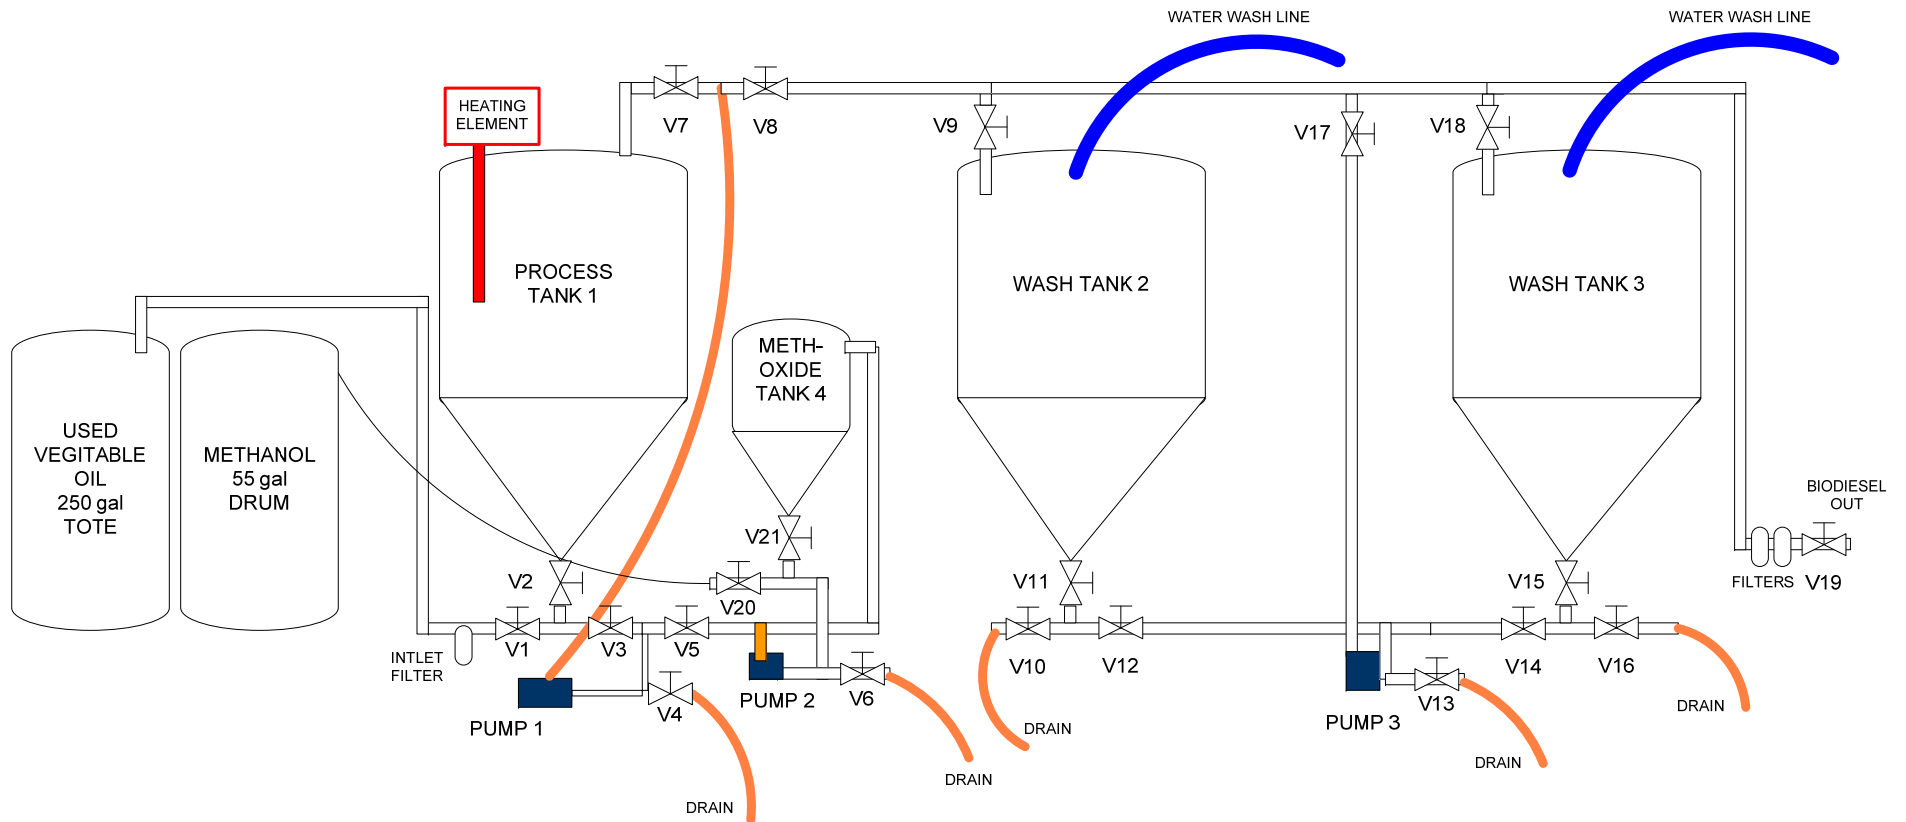 WATER WASH LINE
WATER WASH LINE
HEATING
ELEMENT
V7
V8
V9
V17
V18
PROCESS
TANK 1
WASH TANK 2
WASH TANK 3
METH-
OXIDE
TANK 4
USED
VEGITABLE
OIL
250 gal
TOTE
METHANOL
55 gal
DRUM
BIODIESEL
OUT
V21
V2
V20
V11
V15
FILTERS
V19
INTLET
FILTER
V1
V3
V5
V10
V12
V14
V16
PUMP 1
V4
PUMP 2
V6
PUMP 3
V13
DRAIN
DRAIN
DRAIN
DRAIN
DRAIN